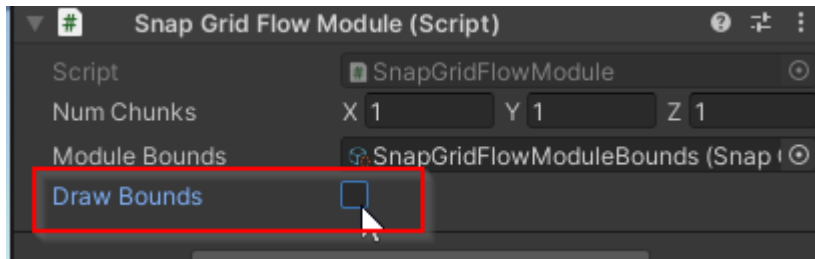 Snap Grid Flow Module (Script)
Script SnapGridFlowModule
Num Chunks X 1 Y 1 Z 1
Module Bounds SnapGridFlowModuleBounds (Snap
Draw Bounds